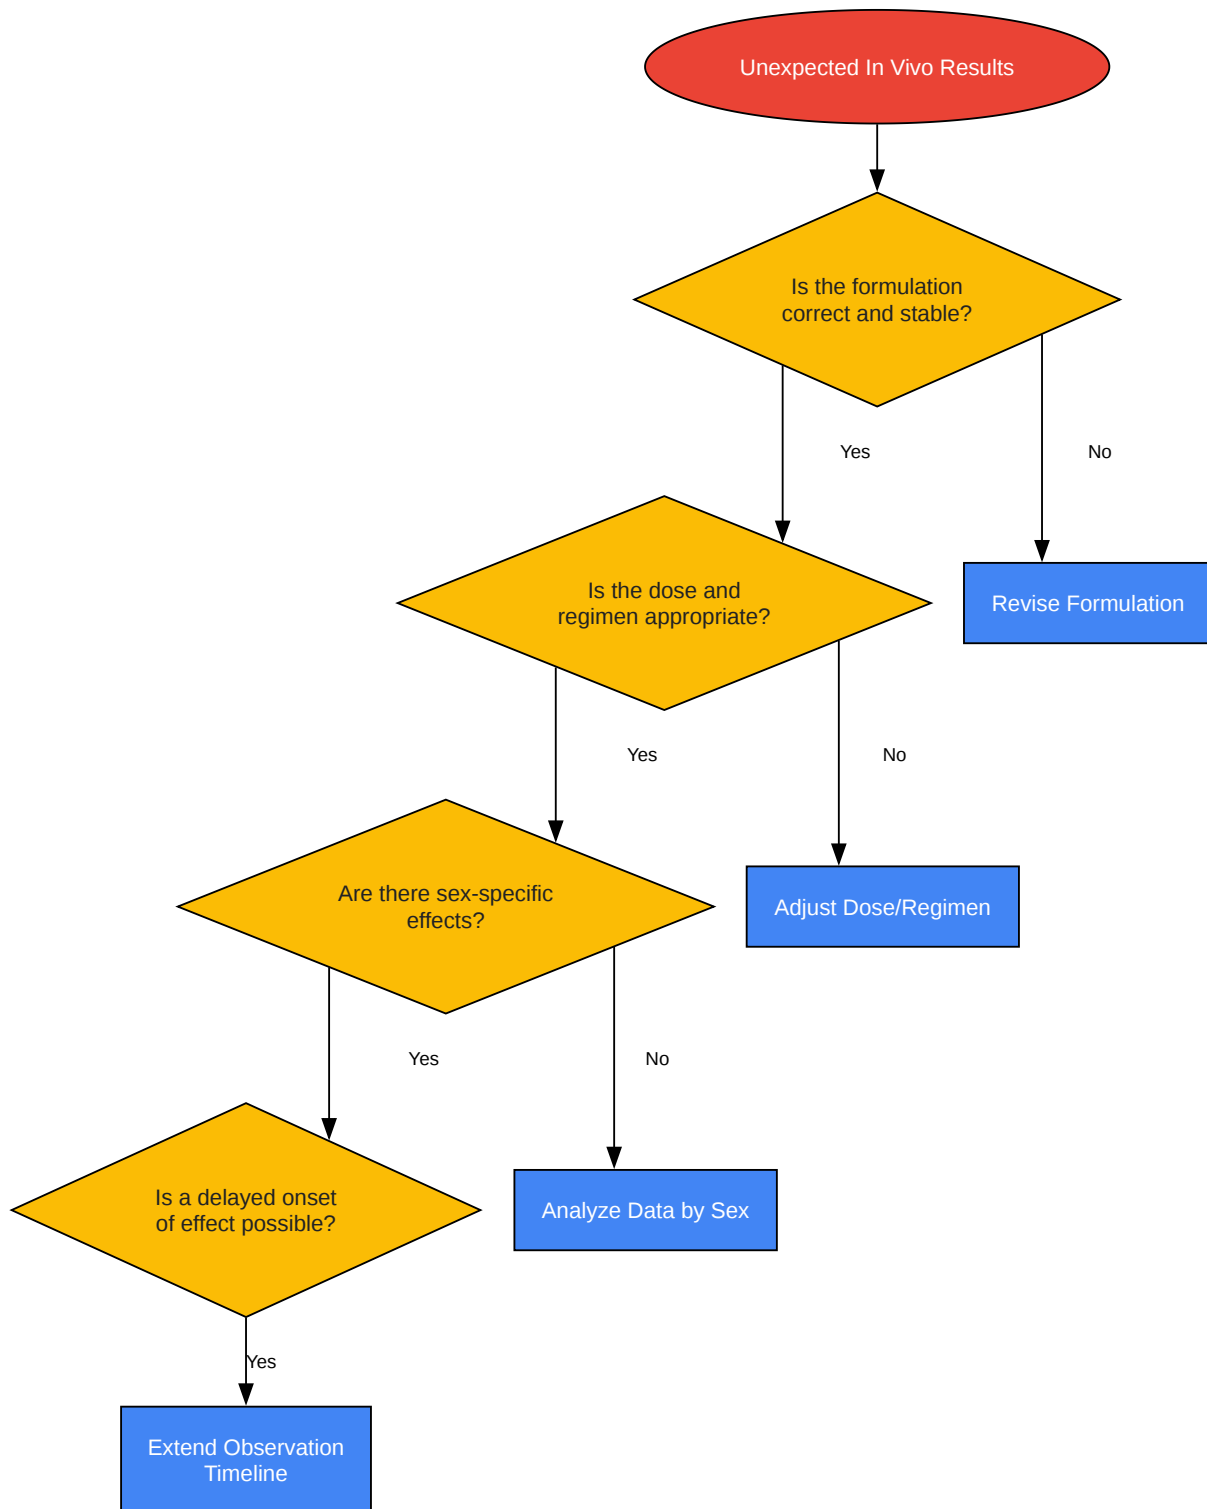 Unexpected In Vivo Results
Is the formulation
correct and stable?
Yes
No
Is the dose and
regimen appropriate?
Revise Formulation
Yes
No
Are there sex-specific
effects?
Adjust Dose/Regimen
Yes
No
Is a delayed onset
of effect possible?
Analyze Data by Sex
Yes
Extend Observation
Timeline